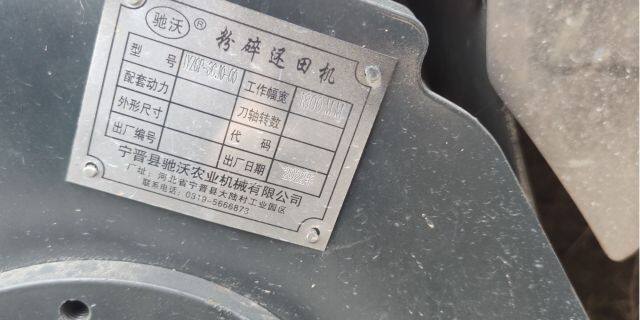 驰沃®
粉碎还田机
型号
配套动力 工作幅宽
外形尺寸 刀轴转数
出厂编号 代码
出厂日期
宁晋县驰沃农业机械有限公司
厂址：河北省宁晋县大陆村工业园区
联系电话：0319-5666873